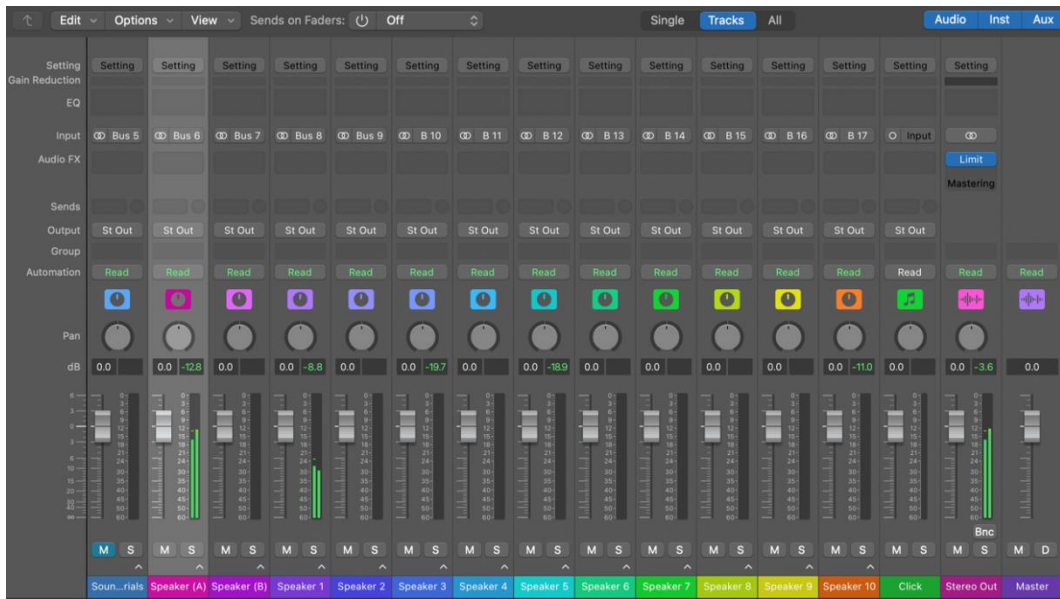 Edit Options View Sends on Faders: Off Single Tracks All Audio Inst Aux
Setting Setting Setting Setting Setting Setting Setting Setting Setting Setting Setting Setting Setting Setting Setting Setting
Gain Reduction
EQ
Input Bus 5 Bus 6 Bus 7 Bus 8 Bus 9 B 10 B 11 B 12 B 13 B 14 B 15 B 16 B 17 Input
Audio FX Limit
Mastering
Sends
Output St Out St Out St Out St Out St Out St Out St Out St Out St Out St Out St Out St Out St Out St Out
Group
Automation Read Read Read Read Read Read Read Read Read Read Read Read Read Read Read Read
Pan
dB 0.0 0.0 -12.8 0.0 0.0 -8.8 0.0 0.0 -19.7 0.0 0.0 -18.9 0.0 0.0 0.0 0.0 0.0 -11.0 0.0 0.0 -3.6 0.0
Bnc
M S M S M S M S M S M S M S M S M S M S M S M S M S M S M S M D
Soun...rials Speaker (A) Speaker (B) Speaker 1 Speaker 2 Speaker 3 Speaker 4 Speaker 5 Speaker 6 Speaker 7 Speaker 8 Speaker 9 Speaker 10 Click Stereo Out Master